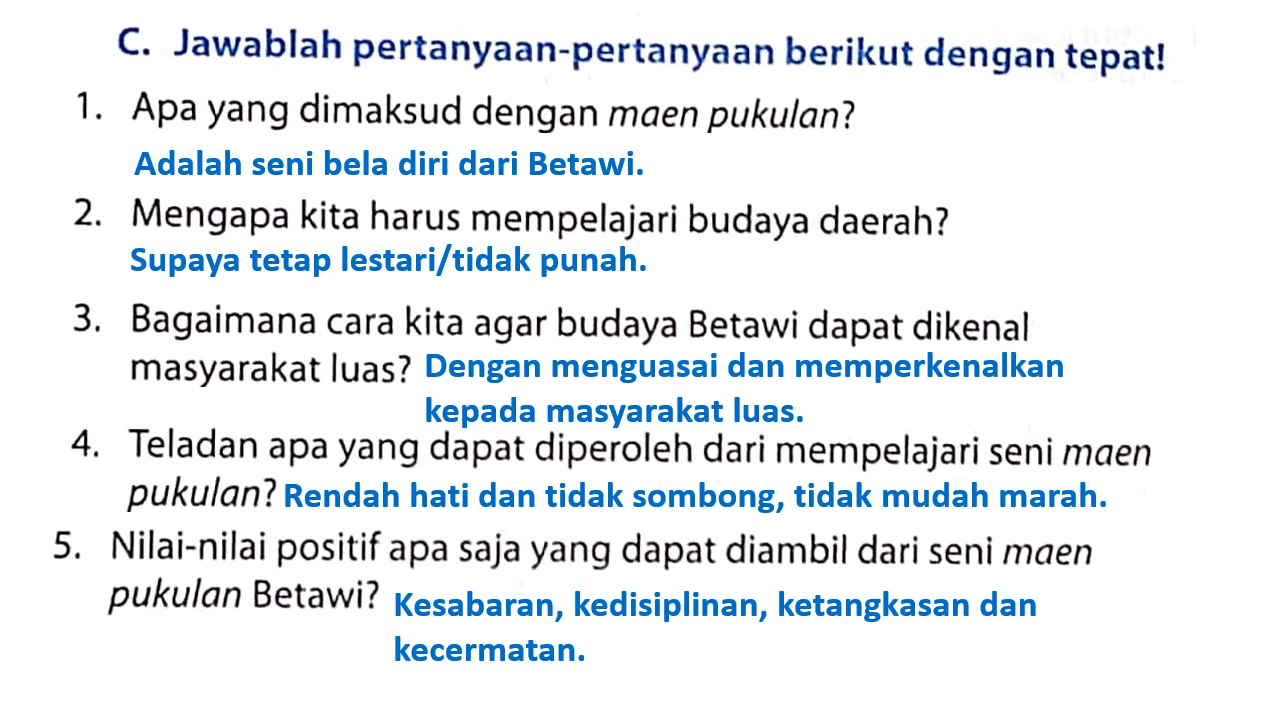 C. Jawablah pertanyaan-pertanyaan berikut dengan tepat!
1. Apa yang dimaksud dengan maen pukulan?
Adalah seni bela diri dari Betawi.
2. Mengapa kita harus mempelajari budaya daerah?
Supaya tetap lestari/tidak punah.
3. Bagaimana cara kita agar budaya Betawi dapat dikenal
masyarakat luas? Dengan menguasai dan memperkenalkan
kepada masyarakat luas.
4. Teladan apa yang dapat diperoleh dari mempelajari seni maen
pukulan? Rendah hati dan tidak sombong, tidak mudah marah.
5. Nilai-nilai positif apa saja yang dapat diambil dari seni maen
pukulan Betawi? Kesabaran, kedisiplinan, ketangkasan dan
kecermatan.